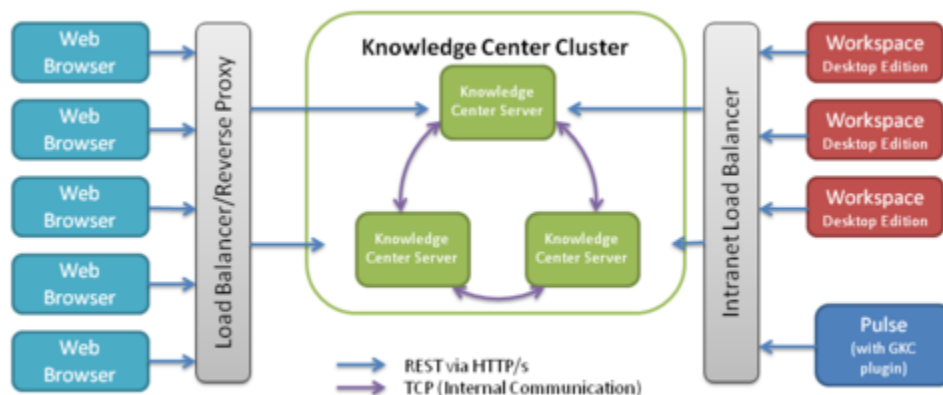 Web
Browser
Web
Browser
Web
Browser
Web
Browser
Web
Browser
Load Balancer/Reverse Proxy
Knowledge Center Cluster
Knowledge
Center Server
Knowledge
Center Server
Knowledge
Center Server
REST via HTTP/s
TCP (Internal Communication)
Intranet Load Balancer
Workspace
Desktop Edition
Workspace
Desktop Edition
Workspace
Desktop Edition
Pulse
(with GKC
plugin)